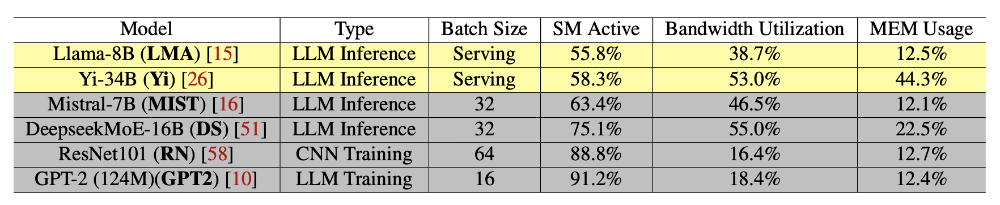 Model Type Batch Size SM Active Bandwidth Utilization MEM Usage
Llama-8B (LMA) [15] LLM Inference Serving 55.8% 38.7% 12.5%
Yi-34B (Yi) [26] LLM Inference Serving 58.3% 53.0% 44.3%
Mistral-7B (MIST) [16] LLM Inference 32 63.4% 46.5% 12.1%
DeepseekMoE-16B (DS) [51] LLM Inference 32 75.1% 55.0% 22.5%
ResNet101 (RN) [58] CNN Training 64 88.8% 16.4% 12.7%
GPT-2 (124M)(GPT2) [10] LLM Training 16 91.2% 18.4% 12.4%